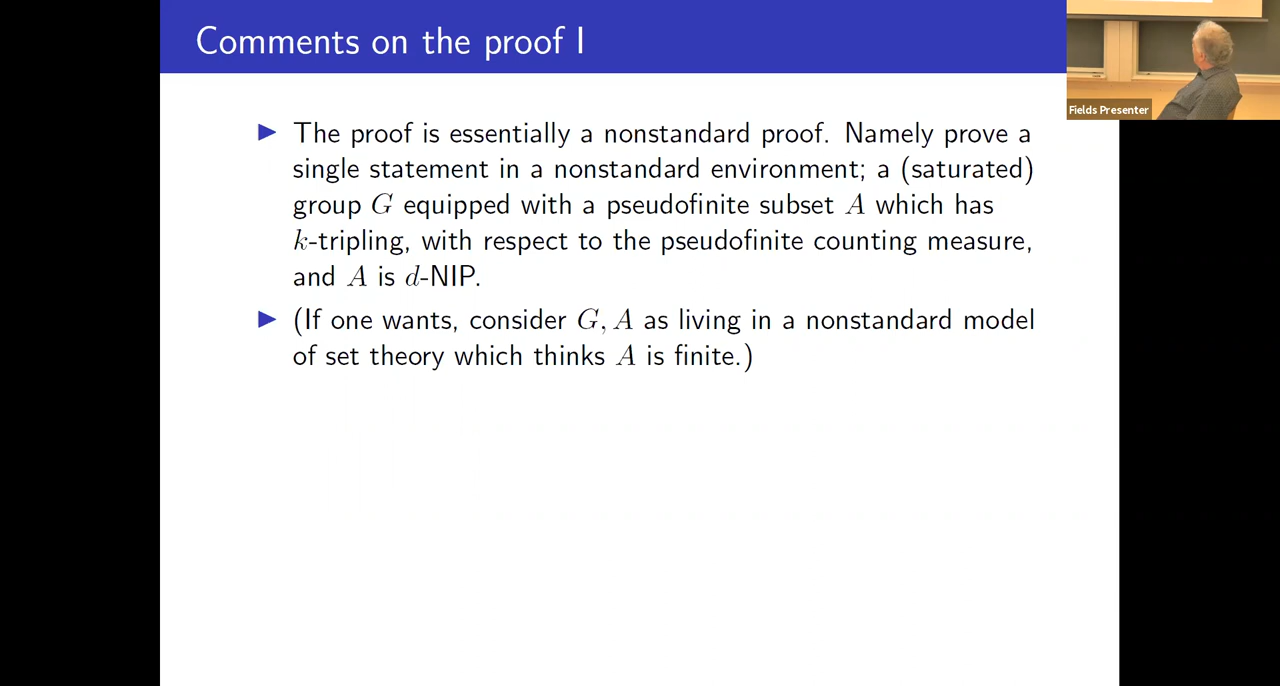 Comments on the proof I
▶ The proof is essentially a nonstandard proof. Namely prove a
single statement in a nonstandard environment; a (saturated)
group G equipped with a pseudofinite subset A which has
k-tripling, with respect to the pseudofinite counting measure,
and A is d-NIP.
▶ (If one wants, consider G, A as living in a nonstandard model
of set theory which thinks A is finite.)
Fields Presenter